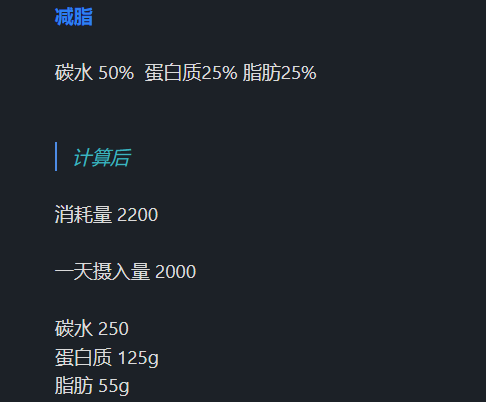 减脂
碳水 50%  蛋白质25% 脂肪25%
计算后
消耗量 2200
一天摄入量 2000
碳水 250
蛋白质 125g
脂肪 55g